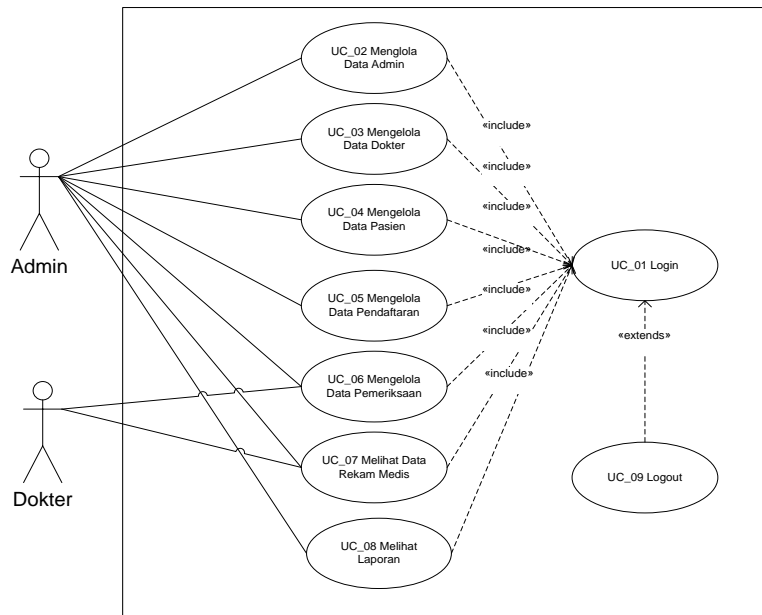 UC_02 Menglola
Data Admin
«include»
UC_03 Mengelola
Data Dokter
«include»
UC_04 Mengelola
Data Pasien
«include»
Admin
«include»
UC_01 Login
UC_05 Mengelola
Data Pendaftaran
«include»
«include»
«extends»
UC_06 Mengelola
Data Pemeriksaan
«include»
Dokter
UC_07 Melihat Data
Rekam Medis
UC_09 Logout
UC_08 Melihat
Laporan